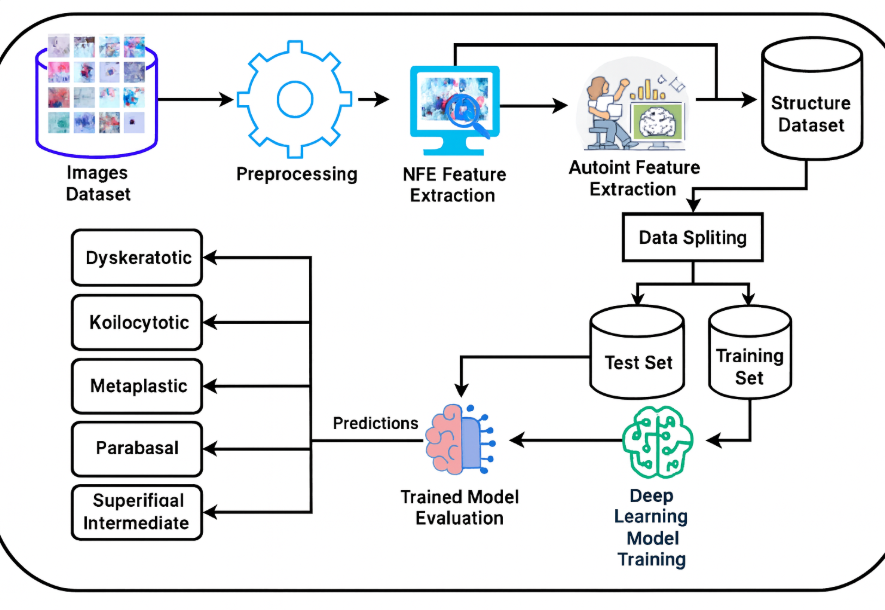 Images
Dataset
Preprocessing
NFE Feature
Extraction
Autoint Feature
Extraction
Structure
Dataset
Data Spliting
Test Set
Training
Set
Deep
Learning
Model
Training
Trained Model
Evaluation
Predictions
Dyskeratotic
Koilocytotic
Metaplastic
Parabasal
Superifigal
Intermediate